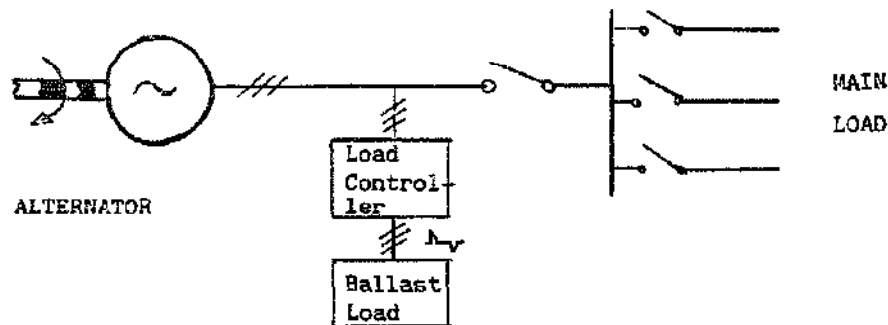 MAIN
LOAD
Load
Control-
ler
ALTERNATOR
Ballast
Load